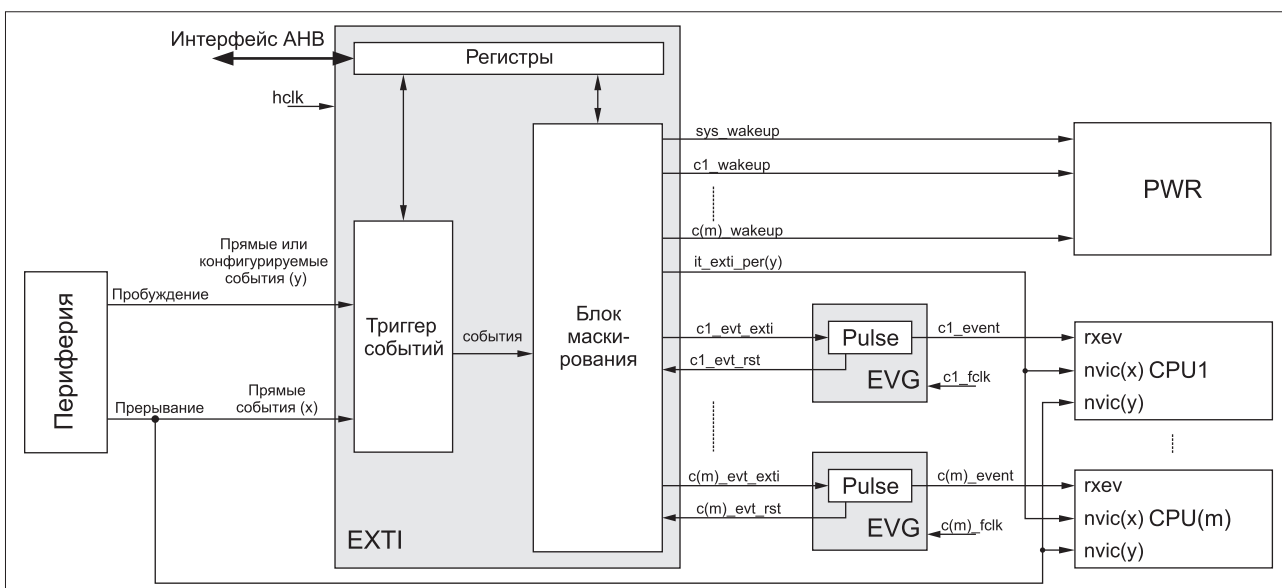 Интерфейс AHB
Регистры
hclk
sys_wakeup
c1_wakeup
PWR
c(m)_wakeup
Прямые или
конфигурируемые
события (y)
it_exti_per(y)
Периферия
Пробуждение
Триггер
событий
события
Блок
маски-
рования
c1_evt_exti
Pulse
c1_event
rxev
c1_evt_rst
EVG
c1_fclk
nvic(x) CPU1
nvic(y)
Прерывание
Прямые
события (x)
c(m)_evt_exti
Pulse
c(m)_event
rxev
c(m)_evt_rst
EVG
c(m)_fclk
nvic(x) CPU(m)
nvic(y)
EXTI